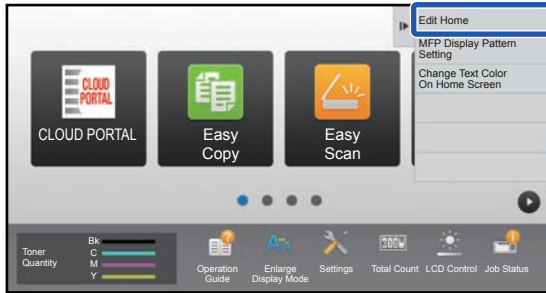 Edit Home
MFP Display Pattern
Setting
Change Text Color
On Home Screen
CLOUD
PORTAL
CLOUD PORTAL
Easy
Copy
Easy
Scan
Toner
Quantity
Bk
C
M
Y
Operation
Guide
Enlarge
Display Mode
Settings
Total Count
LCD Control
Job Status